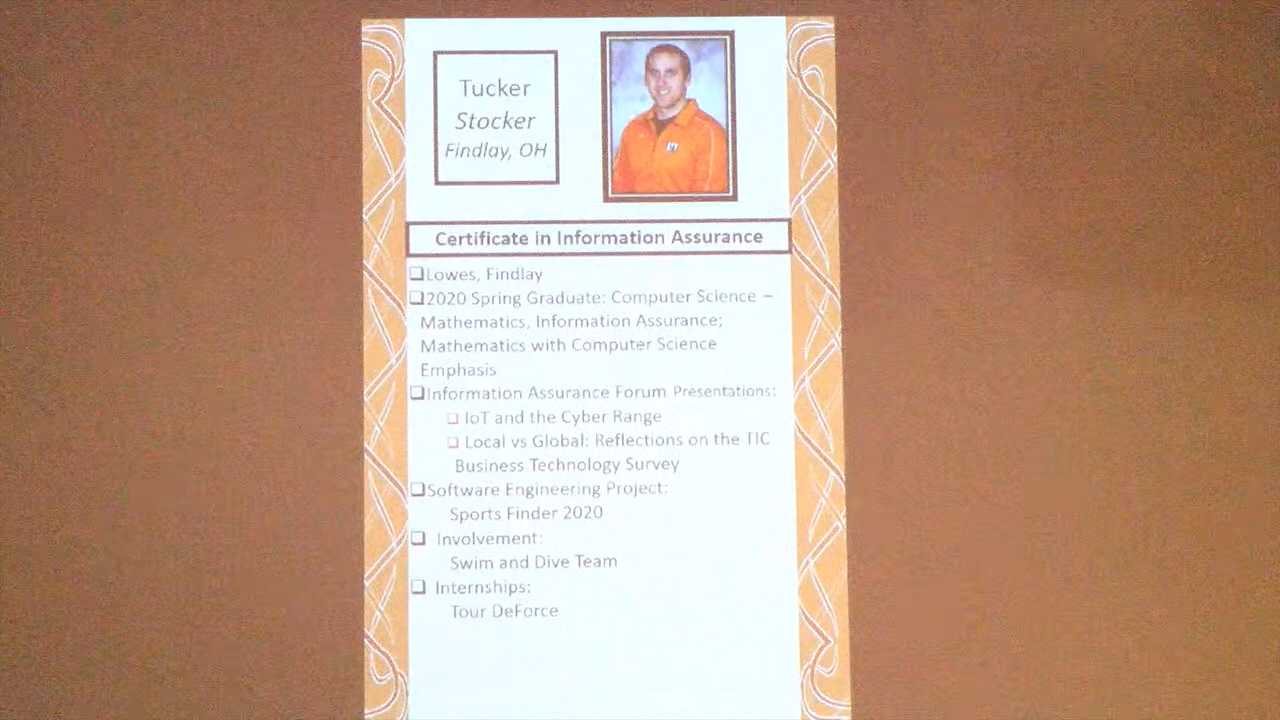 Tucker
Stocker
Findlay, OH
Certificate in Information Assurance
Lowes, Findlay
2020 Spring Graduate: Computer Science –
Mathematics, Information Assurance;
Mathematics with Computer Science
Emphasis
Information Assurance Forum Presentations:
IoT and the Cyber Range
Local vs Global: Reflections on the TIC
Business Technology Survey
Software Engineering Project:
Sports Finder 2020
Involvement:
Swim and Dive Team
Internships:
Tour DeForce